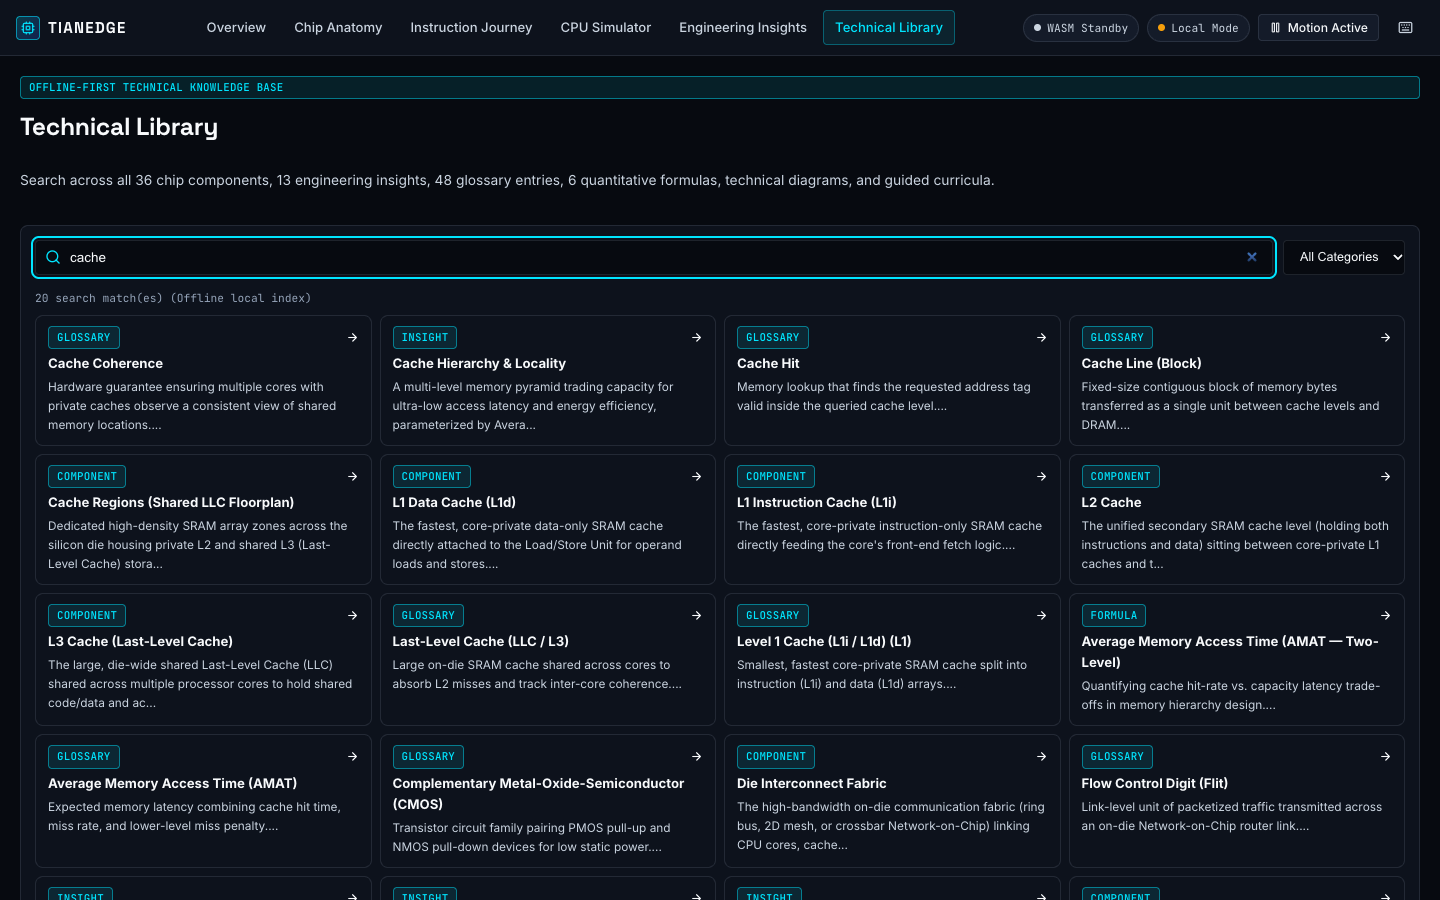 TIANEDGE
Overview
Chip Anatomy
Instruction Journey
CPU Simulator
Engineering Insights
Technical Library
WASM Standby
Local Mode
Motion Active
OFFLINE-FIRST TECHNICAL KNOWLEDGE BASE
Technical Library
Search across all 36 chip components, 13 engineering insights, 48 glossary entries, 6 quantitative formulas, technical diagrams, and guided curricula.
cache
All Categories
20 search match(es) (Offline local index)
GLOSSARY
Cache Coherence
Hardware guarantee ensuring multiple cores with
private caches observe a consistent view of shared
memory locations....
INSIGHT
Cache Hierarchy & Locality
A multi-level memory pyramid trading capacity for
ultra-low access latency and energy efficiency,
parameterized by Avera...
GLOSSARY
Cache Hit
Memory lookup that finds the requested address tag
valid inside the queried cache level....
GLOSSARY
Cache Line (Block)
Fixed-size contiguous block of memory bytes
transferred as a single unit between cache levels and
DRAM....
COMPONENT
Cache Regions (Shared LLC Floorplan)
Dedicated high-density SRAM array zones across the
silicon die housing private L2 and shared L3 (Last-
Level Cache) stora...
COMPONENT
L1 Data Cache (L1d)
The fastest, core-private data-only SRAM cache
directly attached to the Load/Store Unit for operand
loads and stores....
COMPONENT
L1 Instruction Cache (L1i)
The fastest, core-private instruction-only SRAM cache
directly feeding the core's front-end fetch logic....
COMPONENT
L2 Cache
The unified secondary SRAM cache level (holding both
instructions and data) sitting between core-private L1
caches and t...
COMPONENT
L3 Cache (Last-Level Cache)
The large, die-wide shared Last-Level Cache (LLC)
shared across multiple processor cores to hold shared
code/data and ac...
GLOSSARY
Last-Level Cache (LLC / L3)
Large on-die SRAM cache shared across cores to
absorb L2 misses and track inter-core coherence....
GLOSSARY
Level 1 Cache (L1i / L1d) (L1)
Smallest, fastest core-private SRAM cache split into
instruction (L1i) and data (L1d) arrays....
FORMULA
Average Memory Access Time (AMAT — Two-
Level)
Quantifying cache hit-rate vs. capacity latency trade-
offs in memory hierarchy design....
GLOSSARY
Average Memory Access Time (AMAT)
Expected memory latency combining cache hit time,
miss rate, and lower-level miss penalty....
GLOSSARY
Complementary Metal-Oxide-Semiconductor
(CMOS)
Transistor circuit family pairing PMOS pull-up and
NMOS pull-down devices for low static power....
COMPONENT
Die Interconnect Fabric
The high-bandwidth on-die communication fabric (ring
bus, 2D mesh, or crossbar Network-on-Chip) linking
CPU cores, cache...
GLOSSARY
Flow Control Digit (Flit)
Link-level unit of packetized traffic transmitted across
an on-die Network-on-Chip router link....
INSIGHT
INSIGHT
INSIGHT
COMPONENT